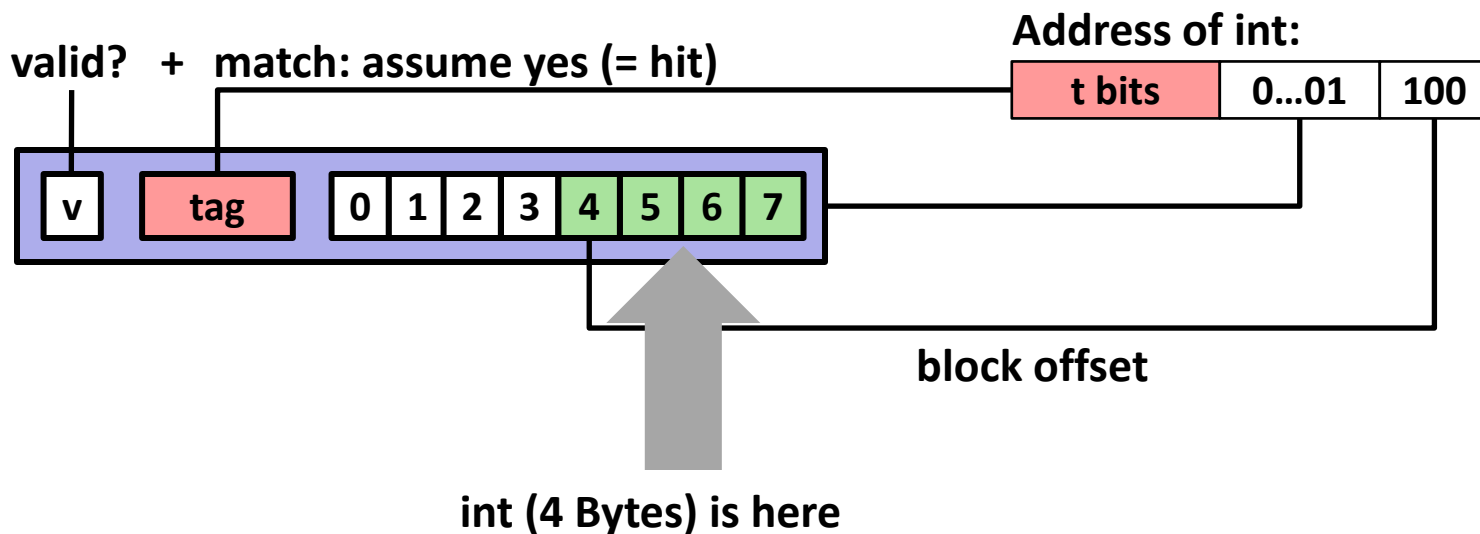 Address of int:
valid? + match: assume yes (= hit)
t bits 0...01 100
v tag 0 1 2 3 4 5 6 7
block offset
int (4 Bytes) is here